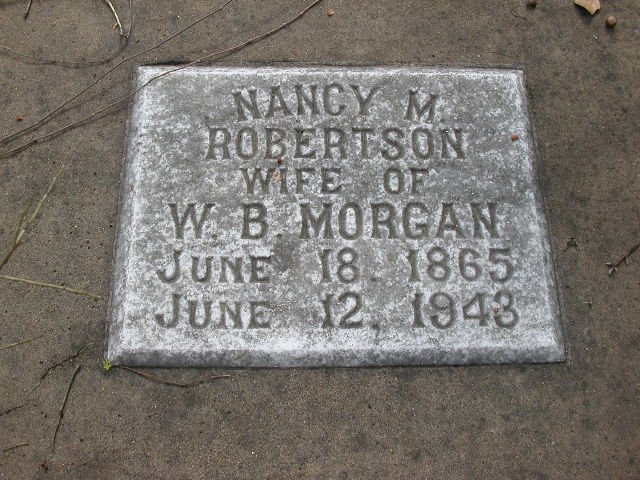 NANCY M.
ROBERTSON
WIFE OF
W. B. MORGAN
JUNE 18, 1865
JUNE 12, 1943